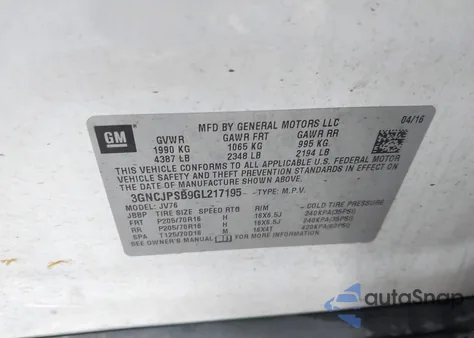 MFD BY GENERAL MOTORS LLC 04/16
GM
GVWR GAWR FRT GAWR RR
1990 KG 1065 KG 995 KG
4387 LB 2348 LB 2194 LB
THIS VEHICLE CONFORMS TO ALL APPLICABLE U.S. FEDERAL MOTOR
VEHICLE SAFETY AND THEFT PREVENTION STANDARDS IN EFFECT
ON THE DATE OF MANUFACTURE SHOWN ABOVE.
3GNCJPSB9GL217195 TYPE: M.P.V.
MODEL: JV76
JBBP TIRE SIZE SPEED RTG RIM COLD TIRE PRESSURE
FRT P205/70R16 H 16X6.5J 240KPA(35PSI)
RR P205/70R16 H 16X6.5J 240KPA(35PSI)
SPA T125/70D16 M 16X4T 420KPA(60PSI)
SEE OWNER'S MANUAL FOR MORE INFORMATION.
autoSnap